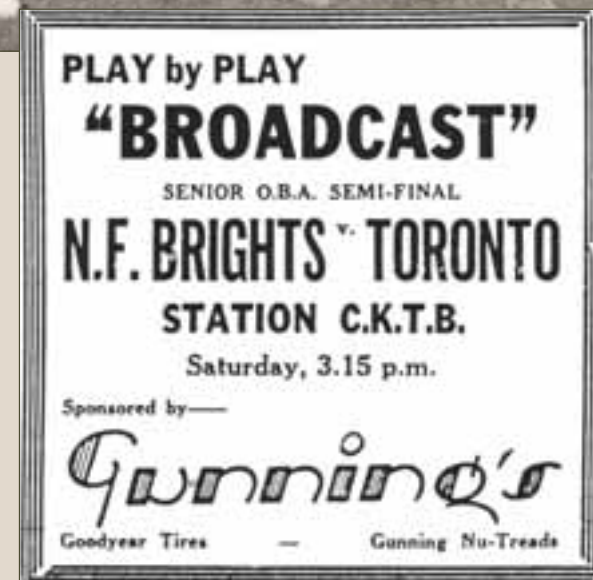 PLAY by PLAY
“BROADCAST”
SENIOR O.B.A. SEMI-FINAL
N.F. BRIGHTS v. TORONTO
STATION C.K.T.B.
Saturday, 3.15 p.m.
Sponsored by—
Gunning's
Goodyear Tires — Gunning Nu-Treads